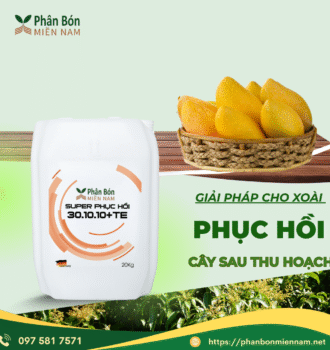 Phân Bón
MIỀN NAM
Phân Bón
MIỀN NAM
SUPER PHỤC HỒI
30.10.10+TE
20Kg
GIẢI PHÁP CHO XOÀI
PHỤC HỒI
CÂY SAU THU HOẠCH
097 581 7571
https://phanbonmiennam.net